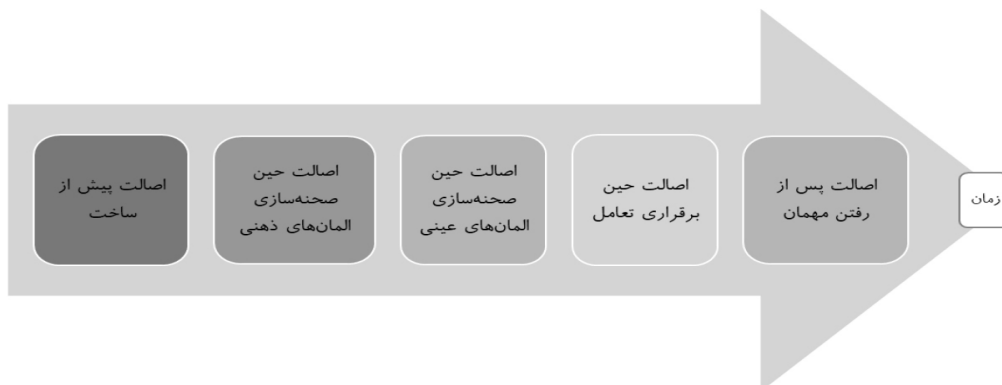 اصالت پیش از
ساخت
اصالت حین
صحنه‌سازی
المان‌های ذهنی
اصالت حین
صحنه‌سازی
المان‌های عینی
اصالت حین
برقراری تعامل
اصالت پس از
رفتن مهمان
زمان